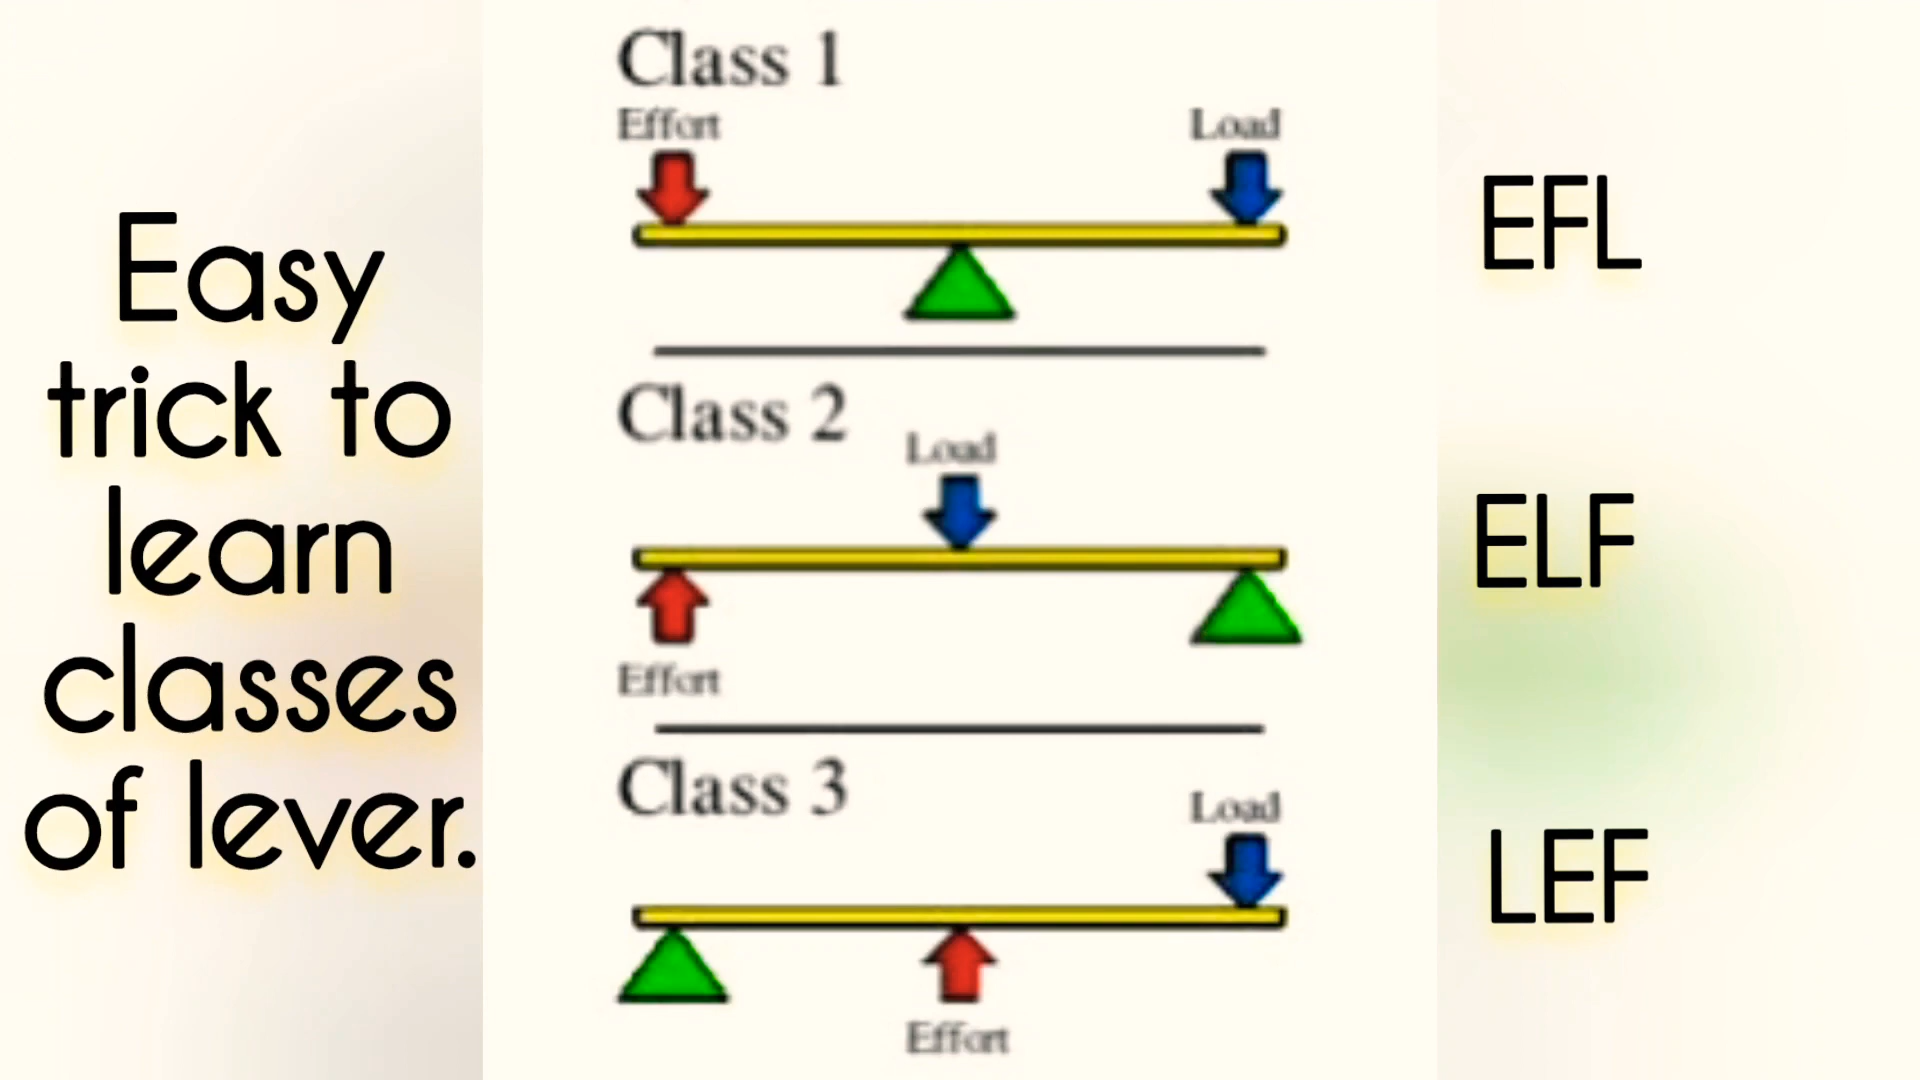 Easy
trick to
learn
classes
of lever.
Class 1
Effort
Load
EFL
Class 2
Load
Effort
ELF
Class 3
Load
Effort
LEF